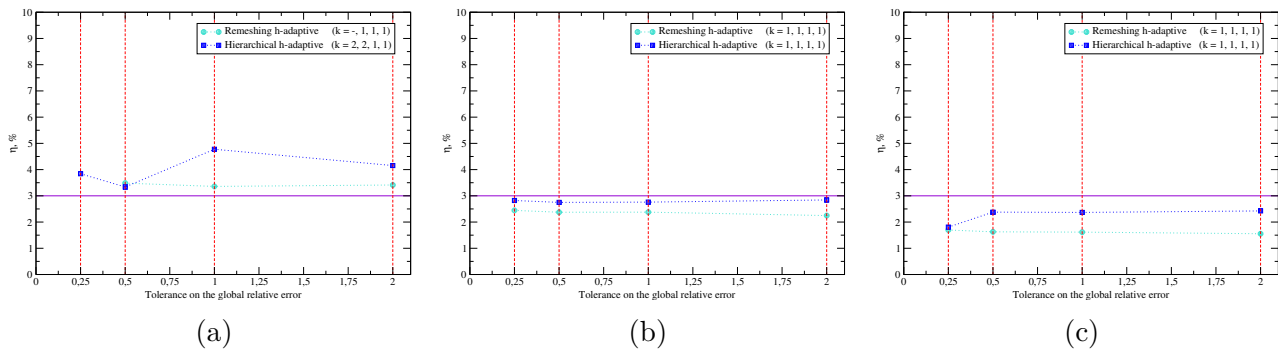 Remeshing h-adaptive (k = -, 1, 1, 1)
Hierarchical h-adaptive (k = 2, 2, 1, 1)
10
9
8
7
6
5
4
3
2
1
0
η, %
0 0,25 0,5 0,75 1 1,25 1,5 1,75 2
Tolerance on the global relative error
(a)
Remeshing h-adaptive (k = 1, 1, 1, 1)
Hierarchical h-adaptive (k = 1, 1, 1, 1)
10
9
8
7
6
5
4
3
2
1
0
η, %
0 0,25 0,5 0,75 1 1,25 1,5 1,75 2
Tolerance on the global relative error
(b)
Remeshing h-adaptive (k = 1, 1, 1, 1)
Hierarchical h-adaptive (k = 1, 1, 1, 1)
10
9
8
7
6
5
4
3
2
1
0
η, %
0 0,25 0,5 0,75 1 1,25 1,5 1,75 2
Tolerance on the global relative error
(c)